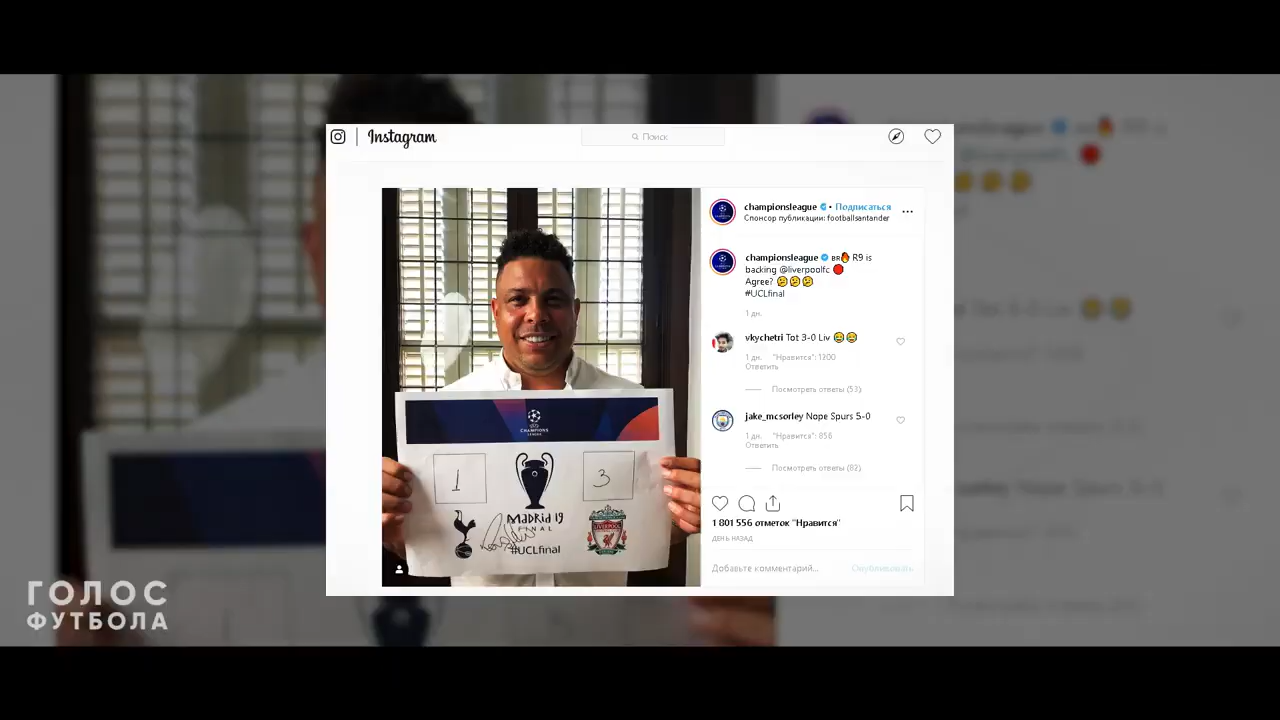 Instagram
Поиск
championsleague • Подписаться
Спонсор публикации: footballsantander
championsleague BR R9 is
backing @liverpoolfc
Agree?
#UCLfinal
1 дн.
vkychetri Tot 3-0 Liv
1 дн. "Нравится": 1200
Ответить
Посмотреть ответы (53)
jake_mcsorley Nope Spurs 5-0
1 дн. "Нравится": 856
Ответить
Посмотреть ответы (82)
1 801 556 отметок "Нравится"
ДЕНЬ НАЗАД
Добавьте комментарий...
Опубликовать
CHAMPIONS
LEAGUE
1
3
MADRID 19
FINAL
#UCLfinal
LIVERPOOL
ГОЛОС
ФУТБОЛА